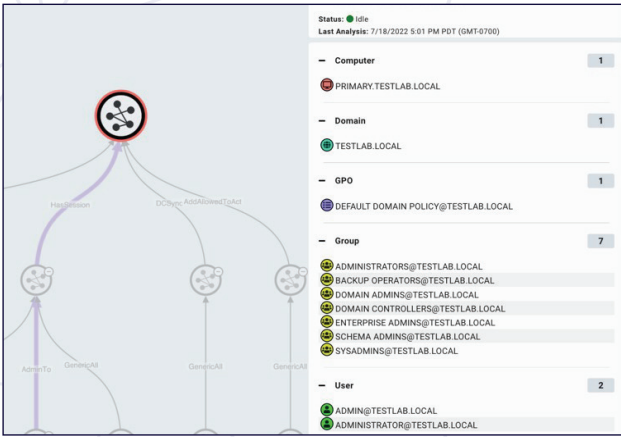 Status: Idle
Last Analysis: 7/18/2022 5:01 PM PDT (GMT-0700)
− Computer 1
PRIMARY.TESTLAB.LOCAL
− Domain 1
TESTLAB.LOCAL
− GPO 1
DEFAULT DOMAIN POLICY@TESTLAB.LOCAL
− Group 7
ADMINISTRATORS@TESTLAB.LOCAL
BACKUP OPERATORS@TESTLAB.LOCAL
DOMAIN ADMINS@TESTLAB.LOCAL
DOMAIN CONTROLLERS@TESTLAB.LOCAL
ENTERPRISE ADMINS@TESTLAB.LOCAL
SCHEMA ADMINS@TESTLAB.LOCAL
SYSADMINS@TESTLAB.LOCAL
− User 2
ADMIN@TESTLAB.LOCAL
ADMINISTRATOR@TESTLAB.LOCAL
HasSession
DCSync
AddAllowedToAct
AdminTo
GenericAll
GenericAll
GenericAll